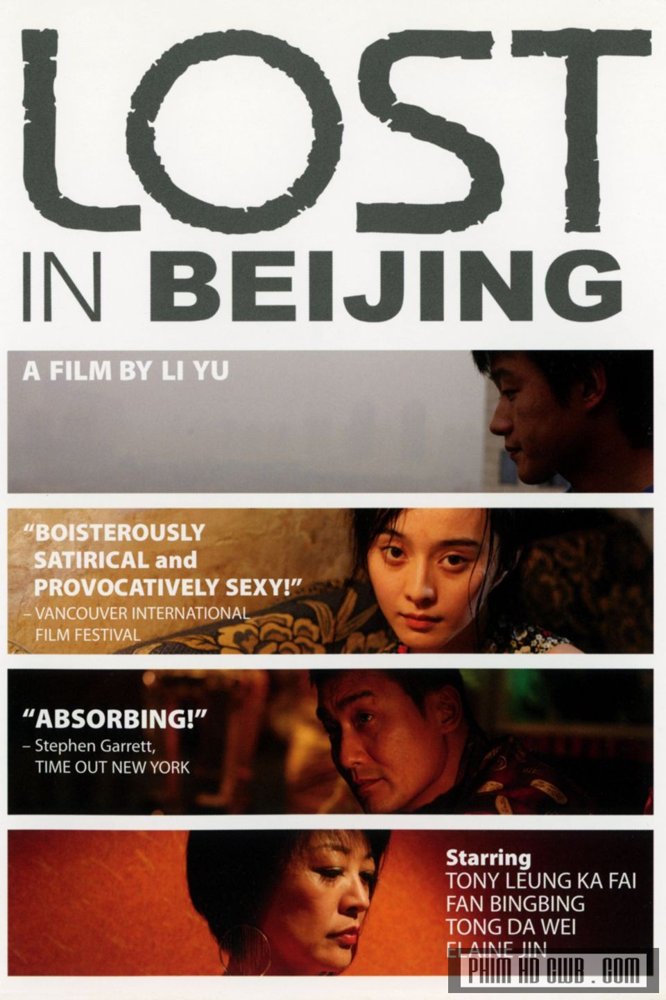 LOST
IN BEIJING
A FILM BY LI YU
“BOISTEROUSLY
SATIRICAL and
PROVOCATIVELY SEXY!”
– VANCOUVER INTERNATIONAL
FILM FESTIVAL
“ABSORBING!”
– Stephen Garrett,
TIME OUT NEW YORK
Starring
TONY LEUNG KA FAI
FAN BINGBING
TONG DA WEI
ELAINE JIN
PHIM HD CWB . COM